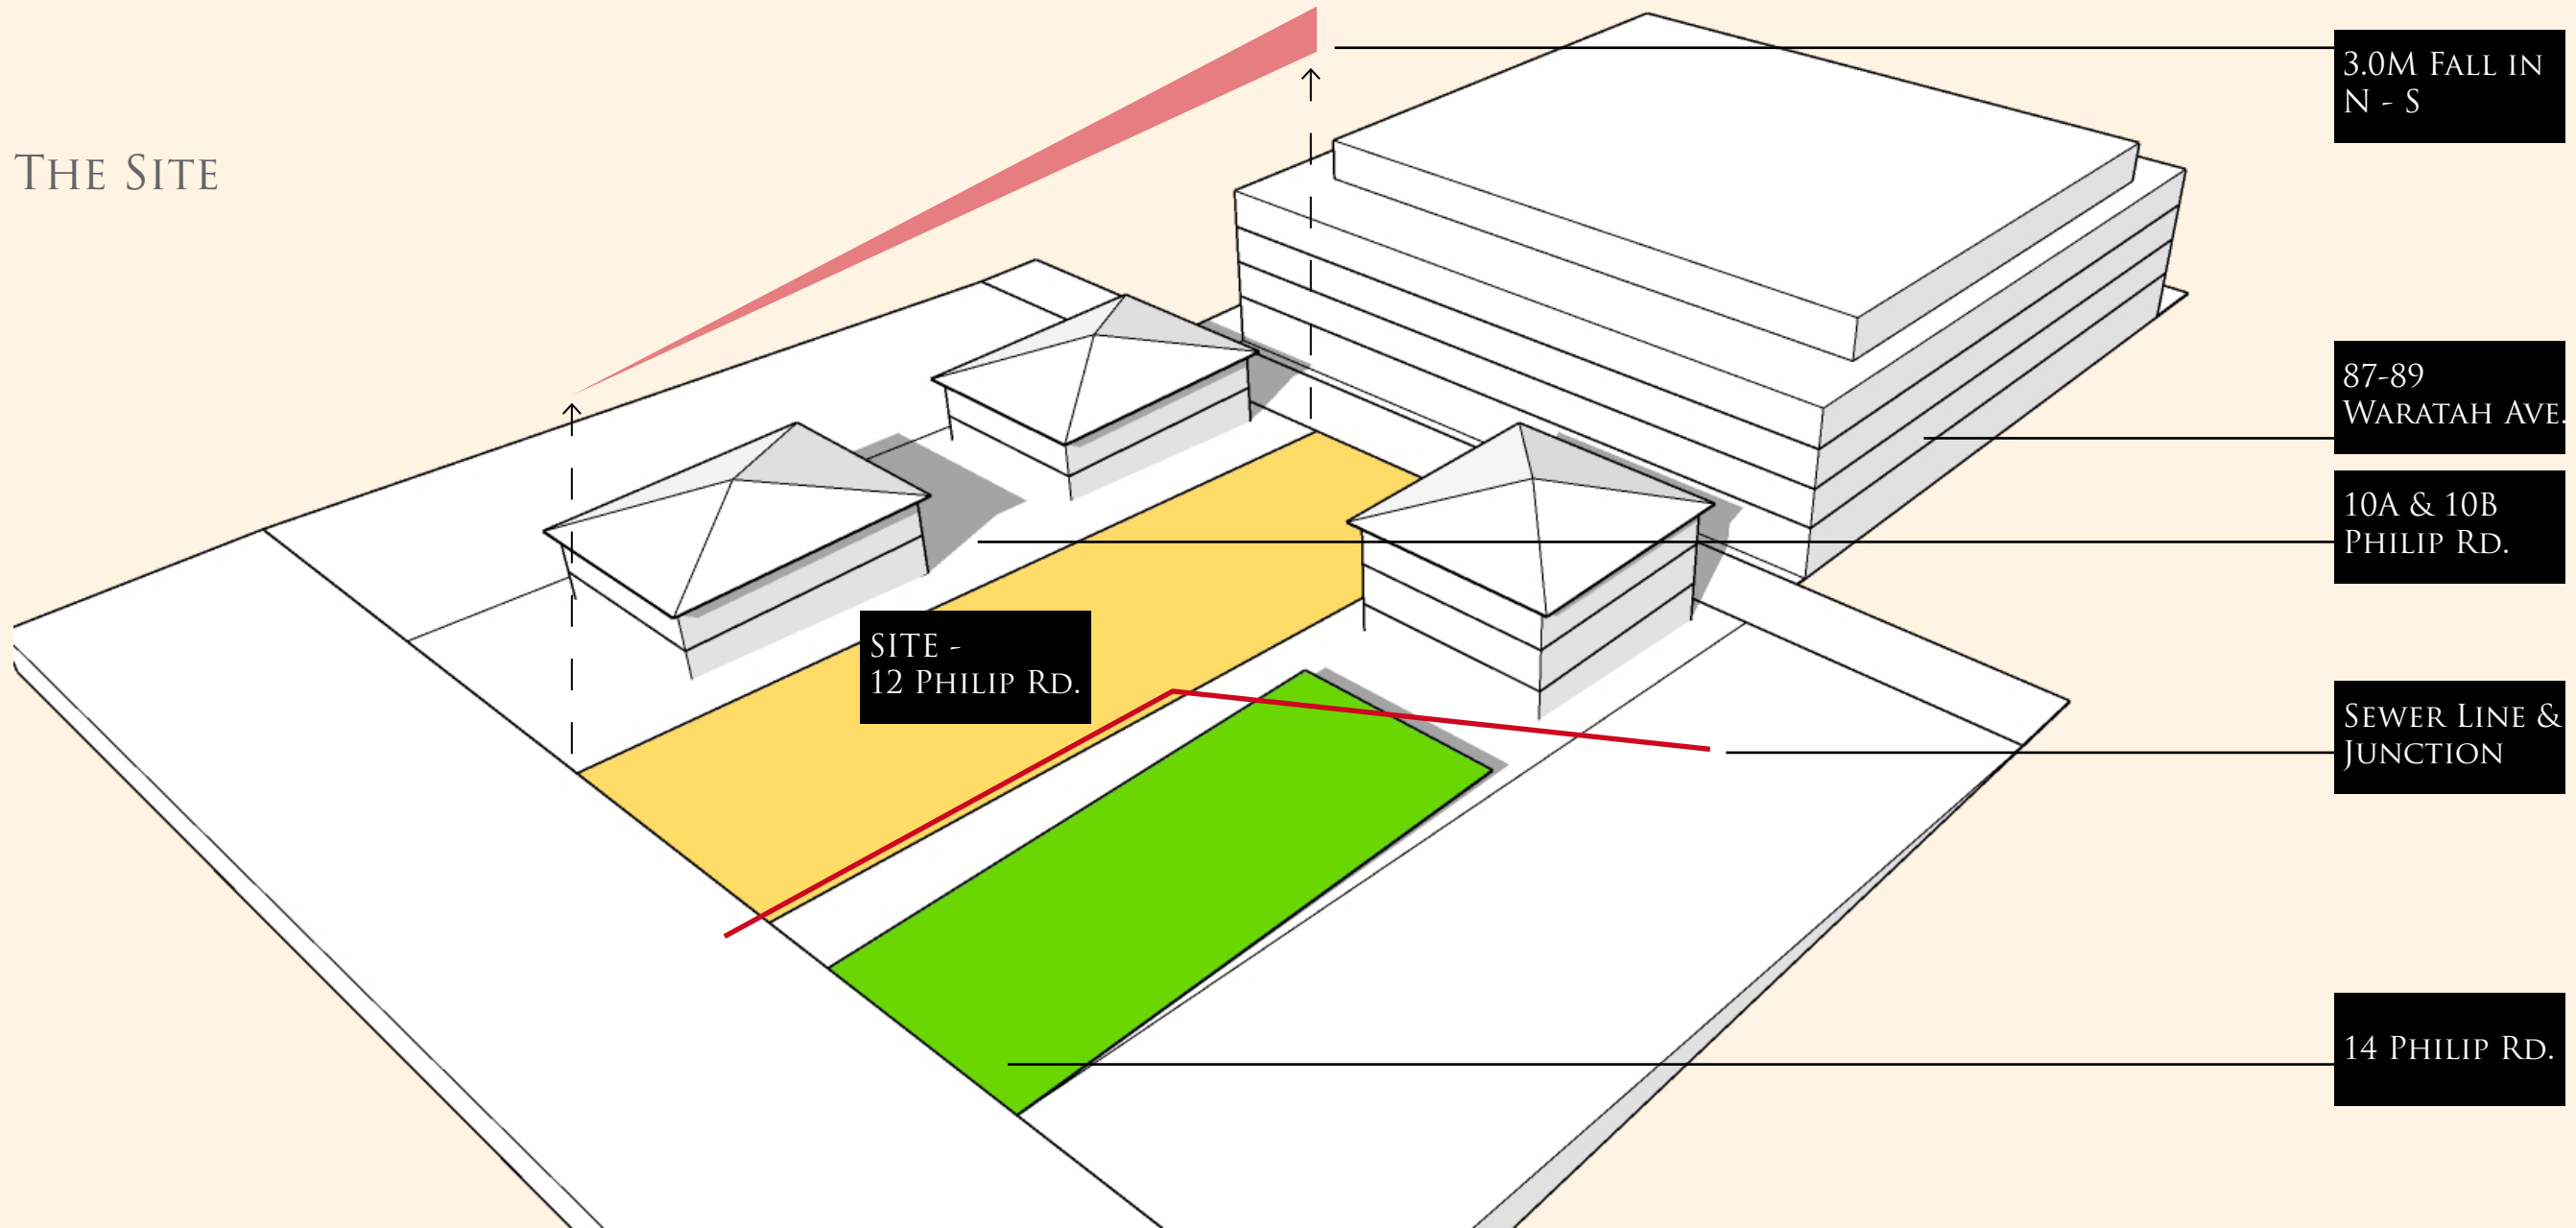 The Site
3.0m Fall in
N - S
87-89
Waratah Ave.
10A & 10B
Philip Rd.
SITE -
12 Philip Rd.
Sewer Line &
Junction
14 Philip Rd.